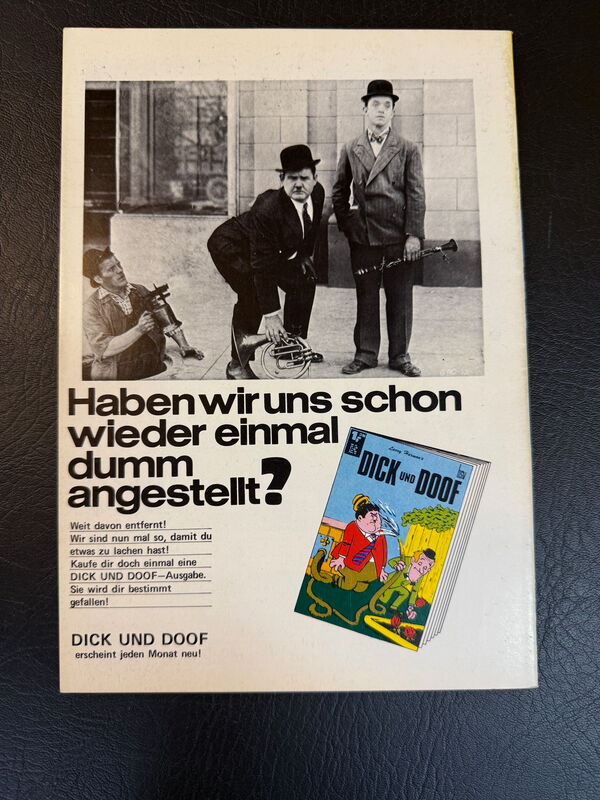 Haben wir uns schon
wieder einmal
dumm
angestellt?
Weit davon entfernt!
Wir sind nun mal so, damit du
etwas zu lachen hast!
Kaufe dir doch einmal eine
DICK UND DOOF—Ausgabe.
Sie wird dir bestimmt
gefallen!
DICK UND DOOF
erscheint jeden Monat neu!
Larry Harmon's
DICK UND DOOF